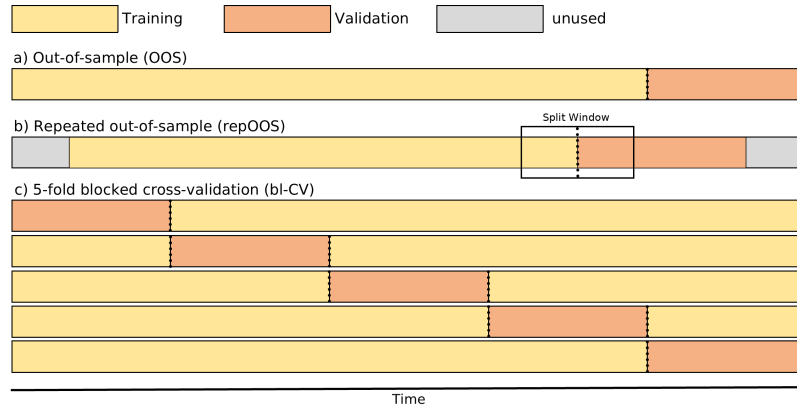 Training Validation unused
a) Out-of-sample (OOS)
Split Window
b) Repeated out-of-sample (repOOS)
c) 5-fold blocked cross-validation (bl-CV)
Time